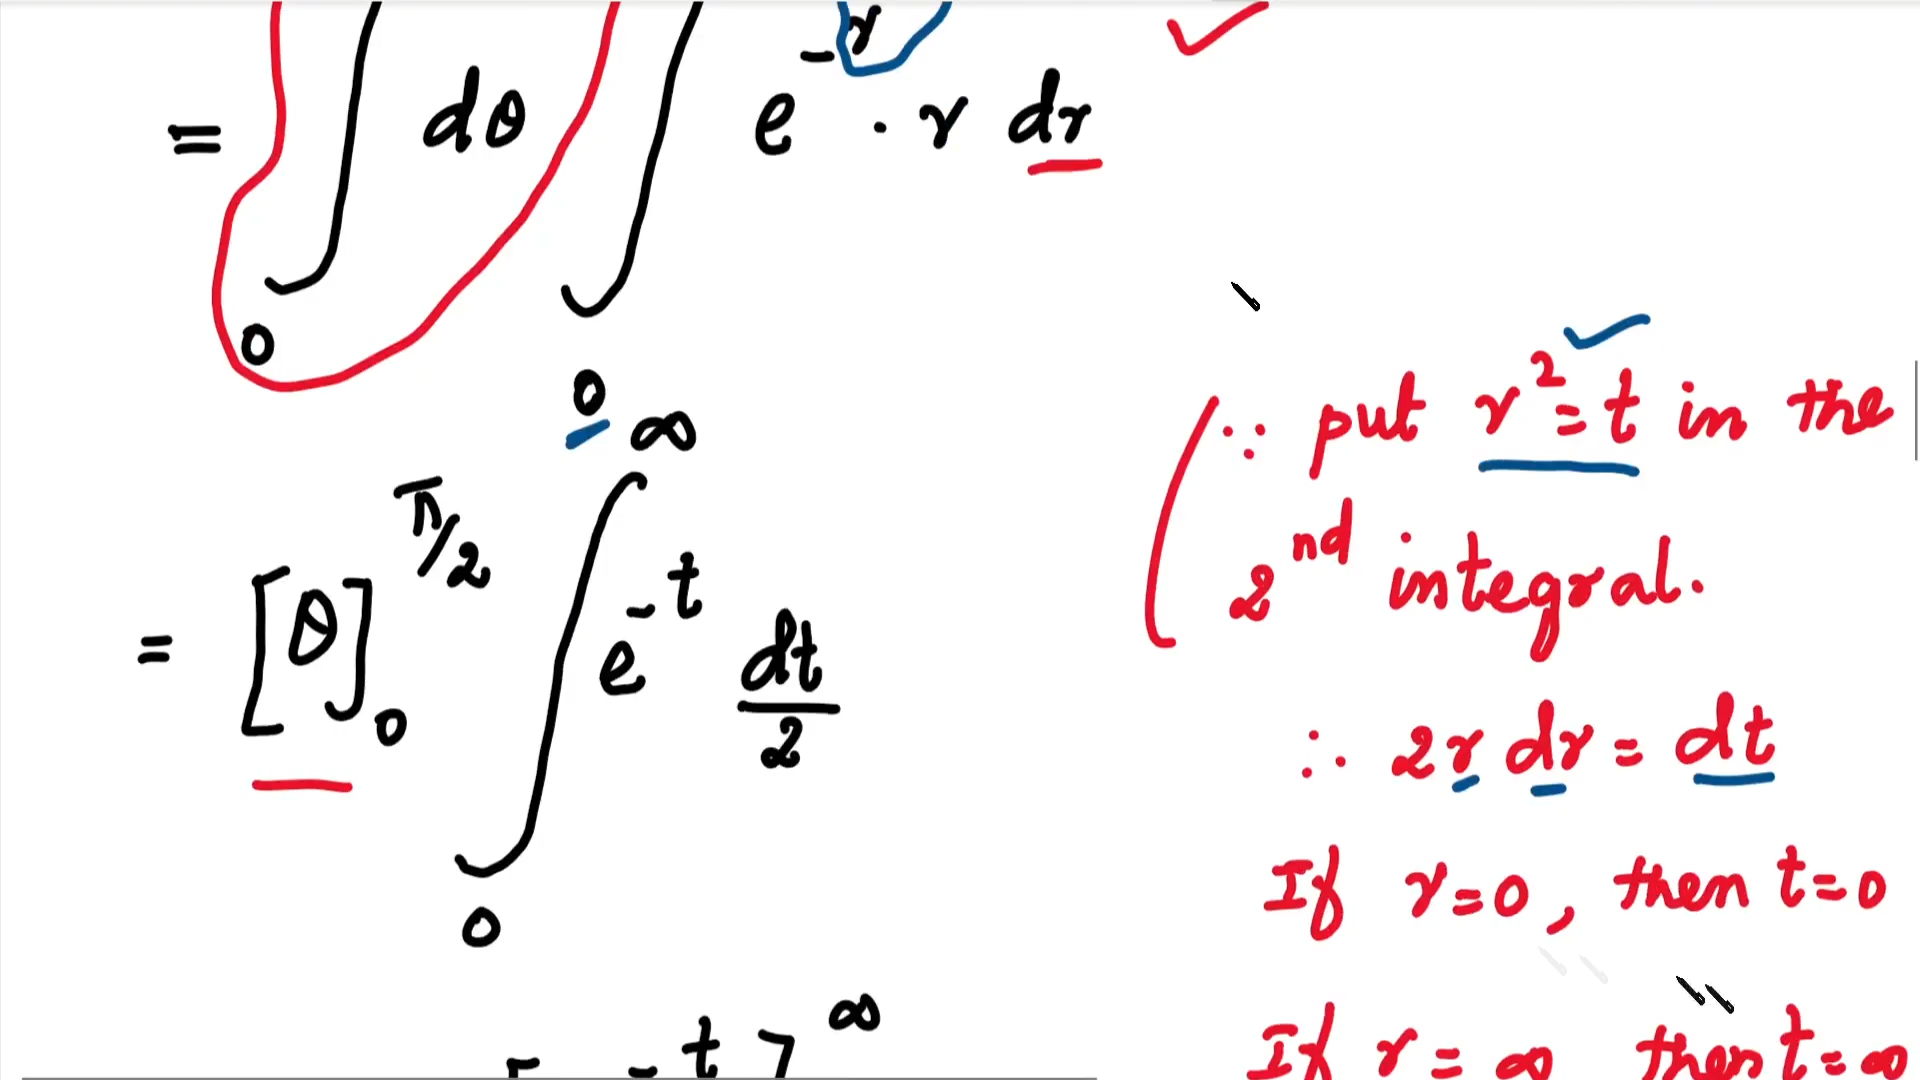 = ∫₀ dθ ∫₀ e^{-r} · r dr
= [θ]₀^{π/2} ∫₀^∞ e^{-t} dt/2
-t ]^∞
(∵ put r² = t in the
2nd integral.
∴ 2r dr = dt
If r = 0, then t = 0
If r = ∞ then t = ∞